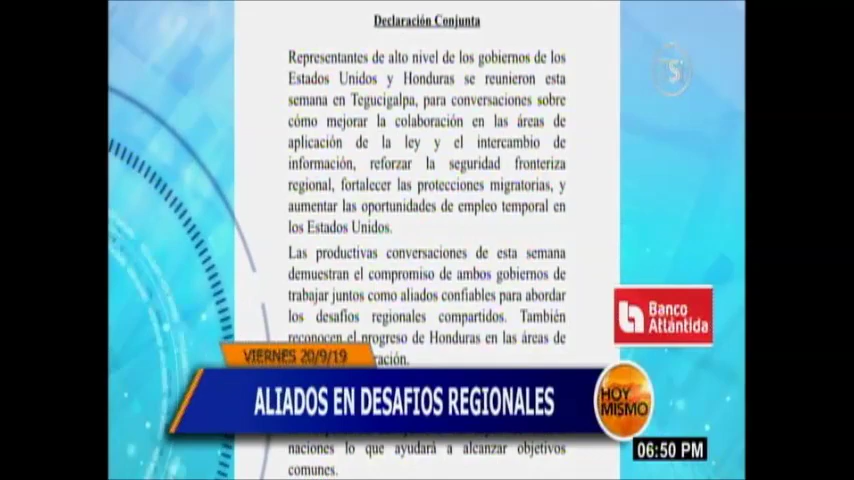 Declaración Conjunta
Representantes de alto nivel de los gobiernos de los
Estados Unidos y Honduras se reunieron esta
semana en Tegucigalpa, para conversaciones sobre
cómo mejorar la colaboración en las áreas de
aplicación de la ley y el intercambio de
información, reforzar la seguridad fronteriza
regional, fortalecer las protecciones migratorias, y
aumentar las oportunidades de empleo temporal en
los Estados Unidos.
Las productivas conversaciones de esta semana
demuestran el compromiso de ambos gobiernos de
trabajar juntos como aliados confiables para abordar
los desafíos regionales compartidos. También
reconocen el progreso de Honduras en las áreas de
VIERNES 20/9/19
ALIADOS EN DESAFIOS REGIONALES
HOY
MISMO
naciones lo que ayudará a alcanzar objetivos
comunes.
Banco
Atlántida
06:50 PM